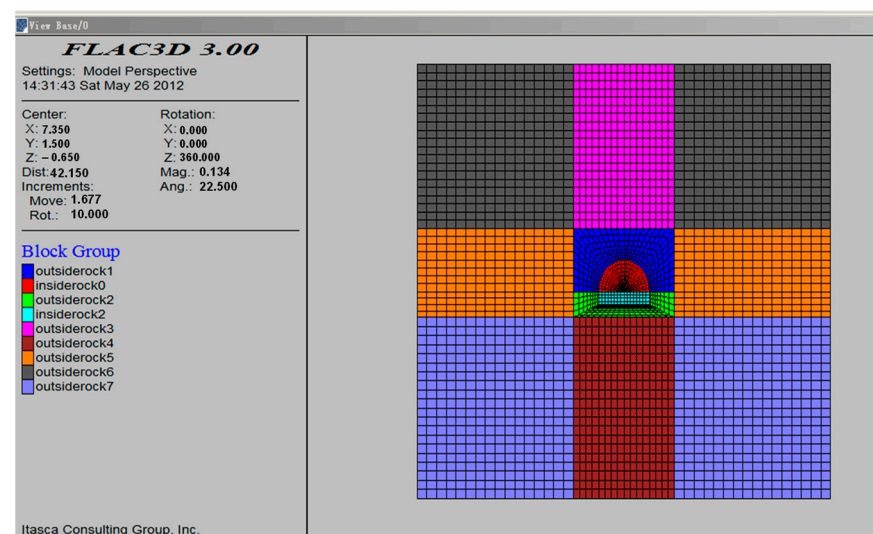 View Base/0
FLAC3D 3.00
Settings: Model Perspective
14:31:43 Sat May 26 2012
Center: Rotation:
X: 7.350 X: 0.000
Y: 1.500 Y: 0.000
Z: – 0.650 Z: 360.000
Dist: 42.150 Mag.: 0.134
Increments: Ang.: 22.500
Move: 1.677
Rot.: 10.000
Block Group
outsiderock1
insiderock0
outsiderock2
insiderock2
outsiderock3
outsiderock4
outsiderock5
outsiderock6
outsiderock7
Itasca Consulting Group, Inc.